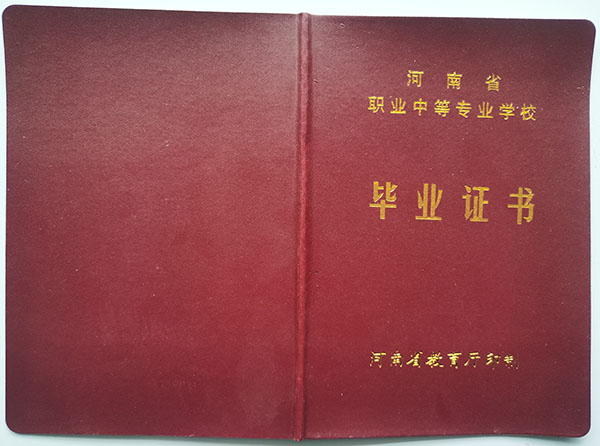 河南省
职业中等专业学校
毕业证书
河南省教育厅印制